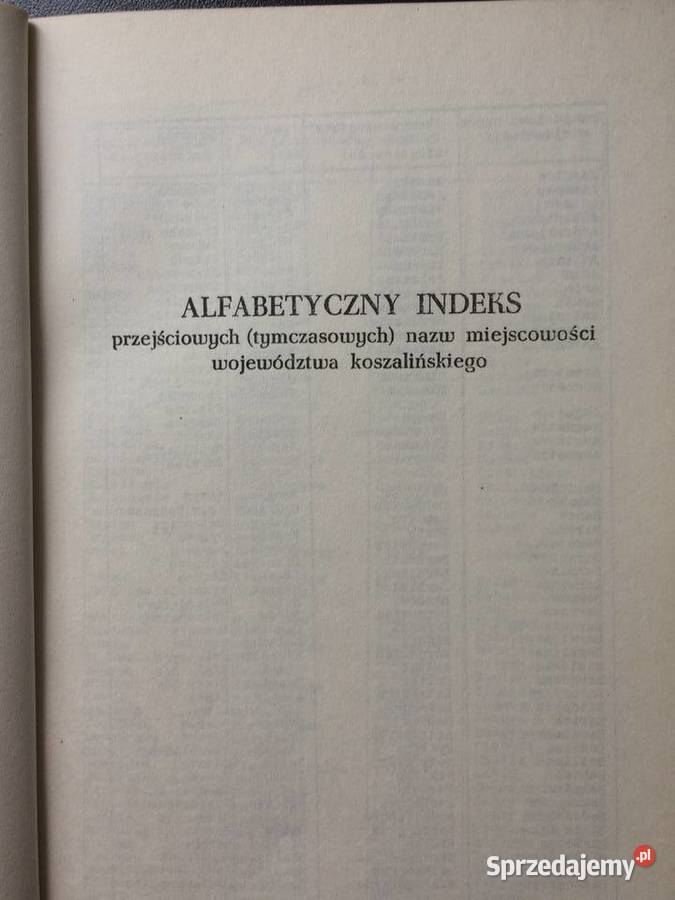 ALFABETYCZNY INDEKS
przejściowych (tymczasowych) nazw miejscowości
województwa koszalińskiego
Sprzedajemy.pl